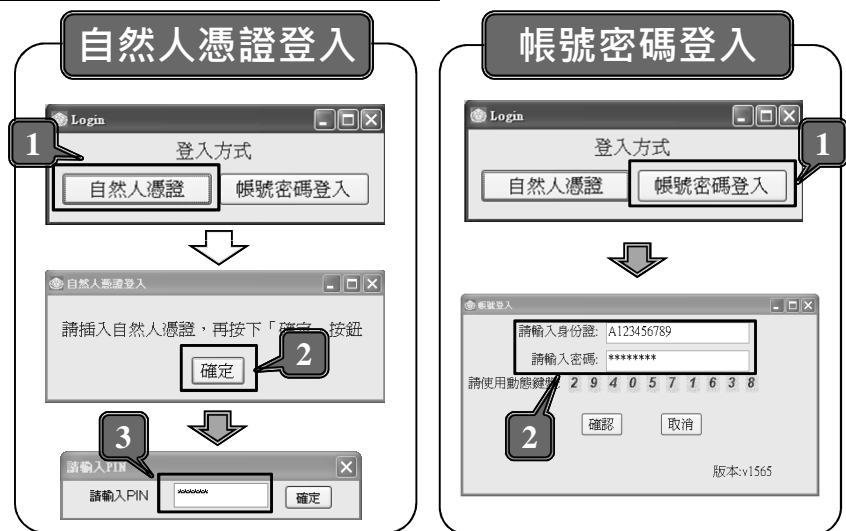 自然人憑證登入
Login
1
登入方式
自然人憑證 帳號密碼登入
自然人憑證登入
請插入自然人憑證，再按下「確定」按鈕
確定
2
3
請輸入PIN
請輸入PIN ******* 確定
帳號密碼登入
Login
1
登入方式
自然人憑證 帳號密碼登入
帳號登入
請輸入身份證: A123456789
請輸入密碼: ********
請使用動態鍵 2 9 4 0 5 7 1 6 3 8
2
確認 取消
版本:v1565